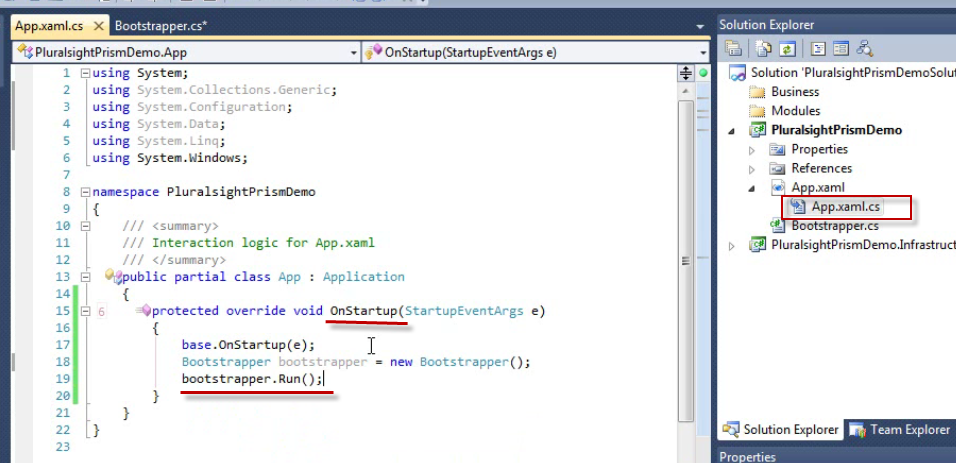 App.xaml.cs Bootstrapper.cs*
PluralsightPrismDemo.App OnStartup(StartupEventArgs e)
1 using System;
2 using System.Collections.Generic;
3 using System.Configuration;
4 using System.Data;
5 using System.Linq;
6 using System.Windows;
7
8 namespace PluralsightPrismDemo
9 {
10 /// <summary>
11 /// Interaction logic for App.xaml
12 /// </summary>
13 public partial class App : Application
14 {
15 6 protected override void OnStartup(StartupEventArgs e)
16 {
17 base.OnStartup(e);
18 Bootstrapper bootstrapper = new Bootstrapper();
19 bootstrapper.Run();
20 }
21 }
22 }
23
Solution Explorer
Solution 'PluralsightPrismDemoSolut
Business
Modules
PluralsightPrismDemo
Properties
References
App.xaml
App.xaml.cs
Bootstrapper.cs
PluralsightPrismDemo.Infrastruct
Solution Explorer Team Explorer
Properties